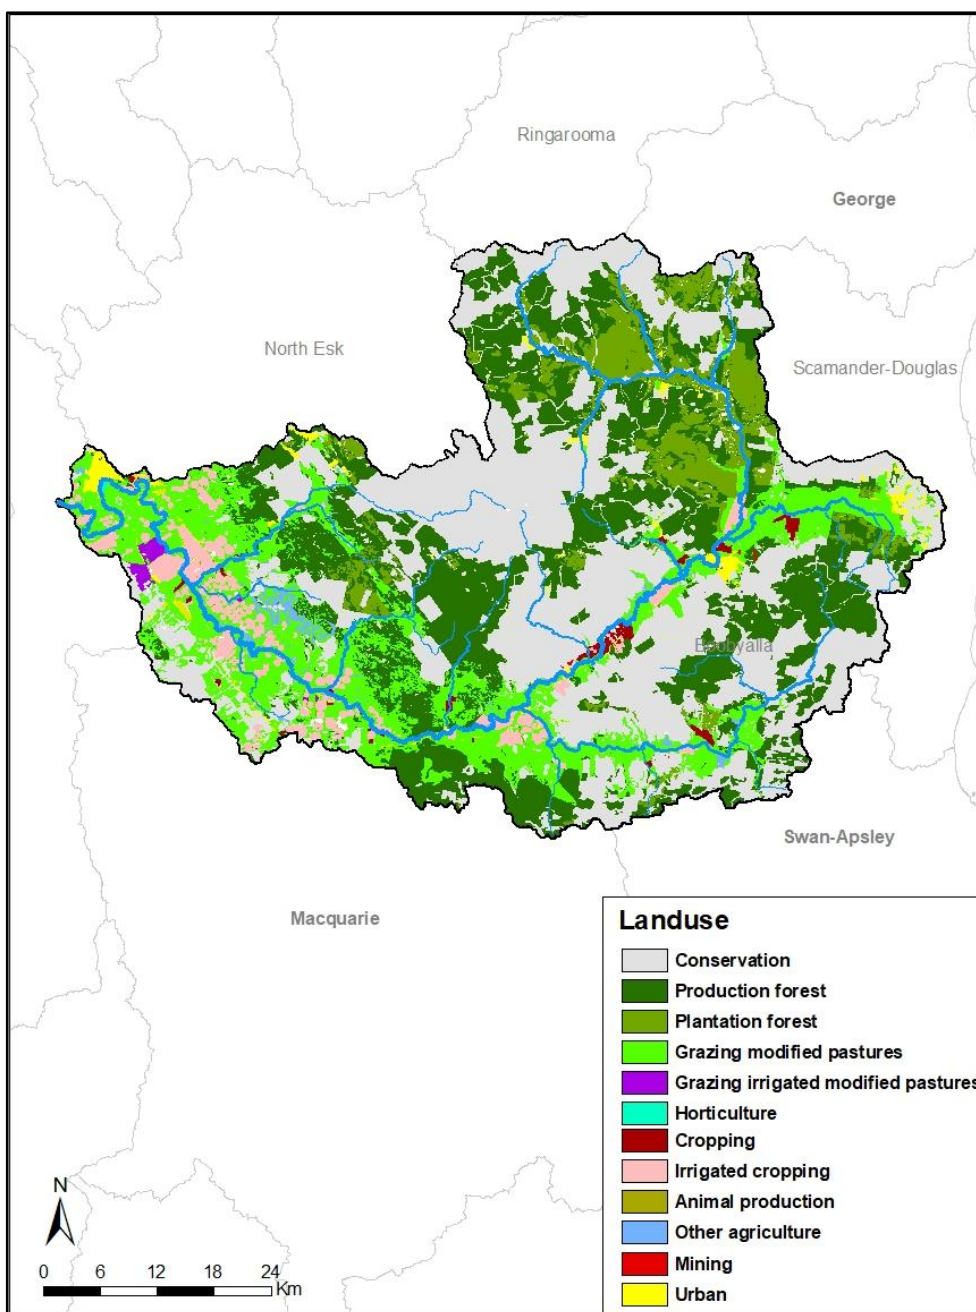 Ringarooma
George
North Esk
Scamander-Douglas
Boobyalla
Swan-Apsley
Macquarie
Landuse
Conservation
Production forest
Plantation forest
Grazing modified pastures
Grazing irrigated modified pastures
Horticulture
Cropping
Irrigated cropping
Animal production
Other agriculture
Mining
Urban
N
0 6 12 18 24
Km